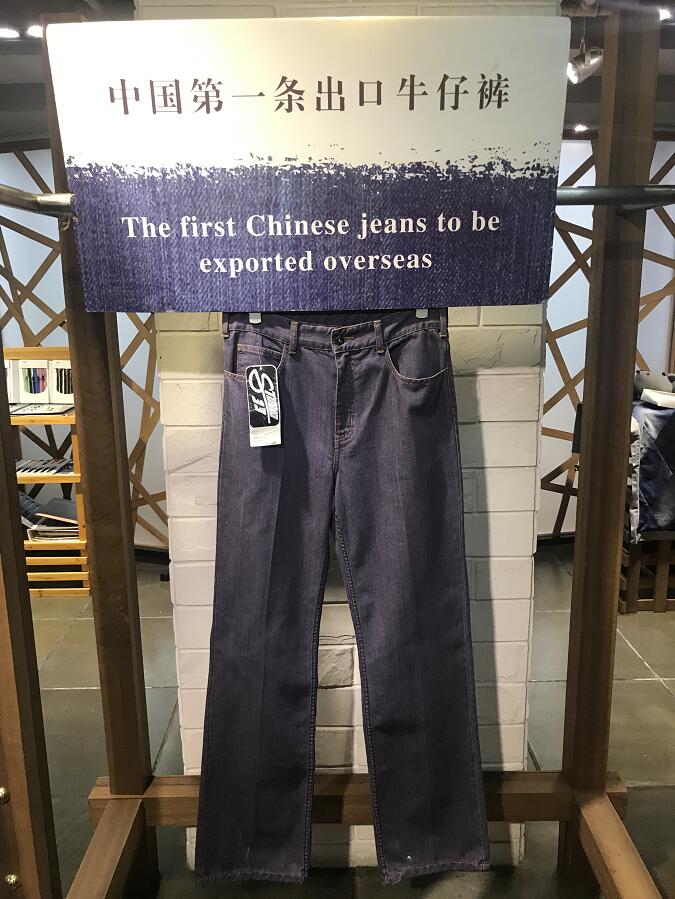 中国第一条出口牛仔裤
The first Chinese jeans to be
exported overseas